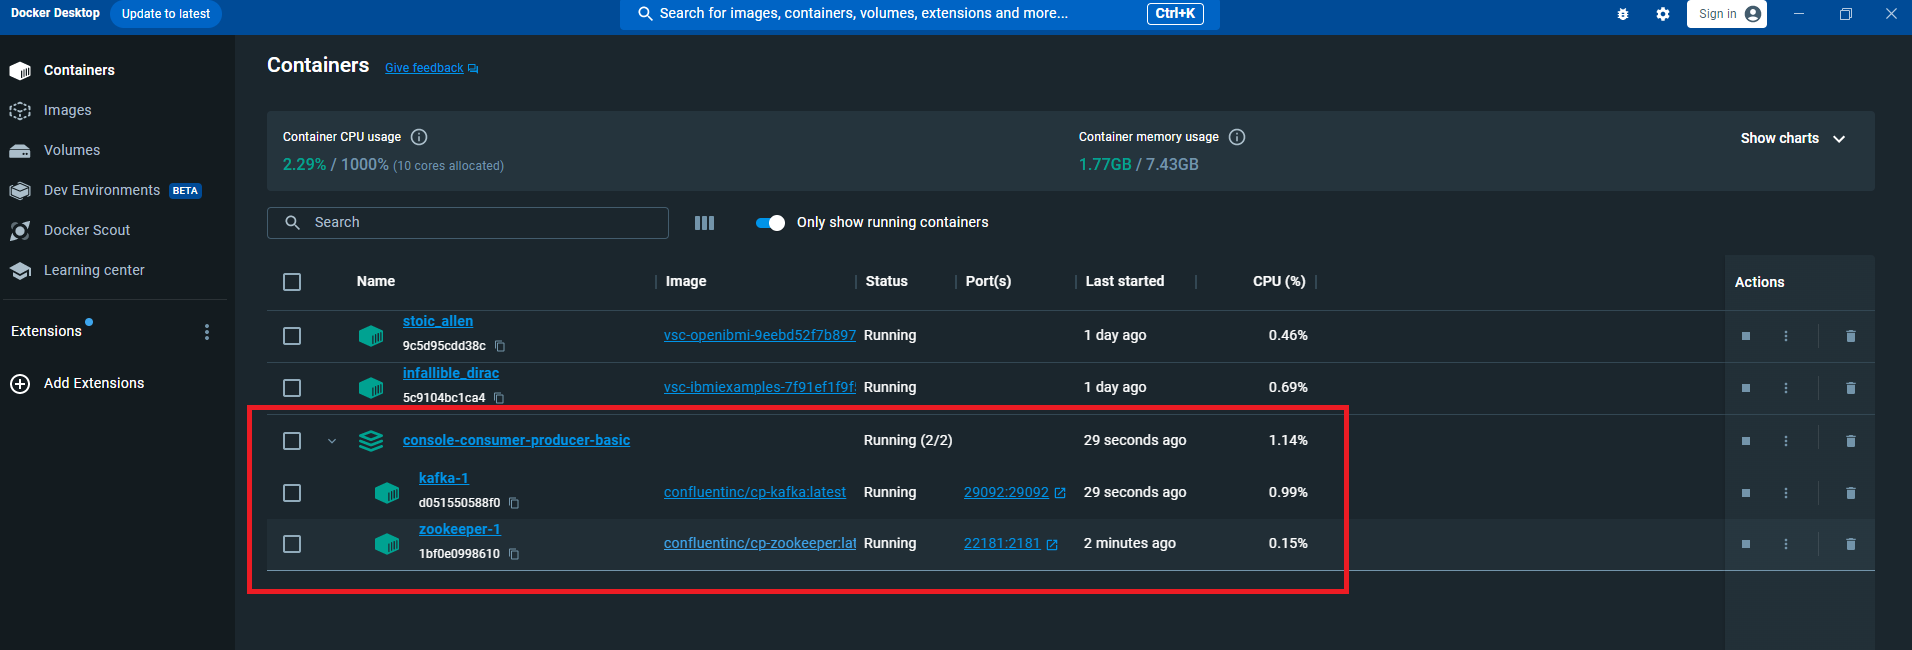 Docker Desktop Update to latest Search for images, containers, volumes, extensions and more... Ctrl+K Sign in
Containers
Images
Volumes
Dev Environments BETA
Docker Scout
Learning center
Extensions
Add Extensions
Containers Give feedback
Container CPU usage Container memory usage Show charts
2.29% / 1000% (10 cores allocated) 1.77GB / 7.43GB
Search Only show running containers
Name Image Status Port(s) Last started CPU (%) Actions
stoic_allen
9c5d95cdd38c vsc-openibmi-9eebd52f7b897 Running 1 day ago 0.46%
infallible_dirac
5c9104bc1ca4 vsc-ibmiexamples-7f91ef1f9f Running 1 day ago 0.69%
console-consumer-producer-basic Running (2/2) 29 seconds ago 1.14%
kafka-1
d051550588f0 confluentinc/cp-kafka:latest Running 29092:29092 29 seconds ago 0.99%
zookeeper-1
1bf0e0998610 confluentinc/cp-zookeeper:lat Running 22181:2181 2 minutes ago 0.15%